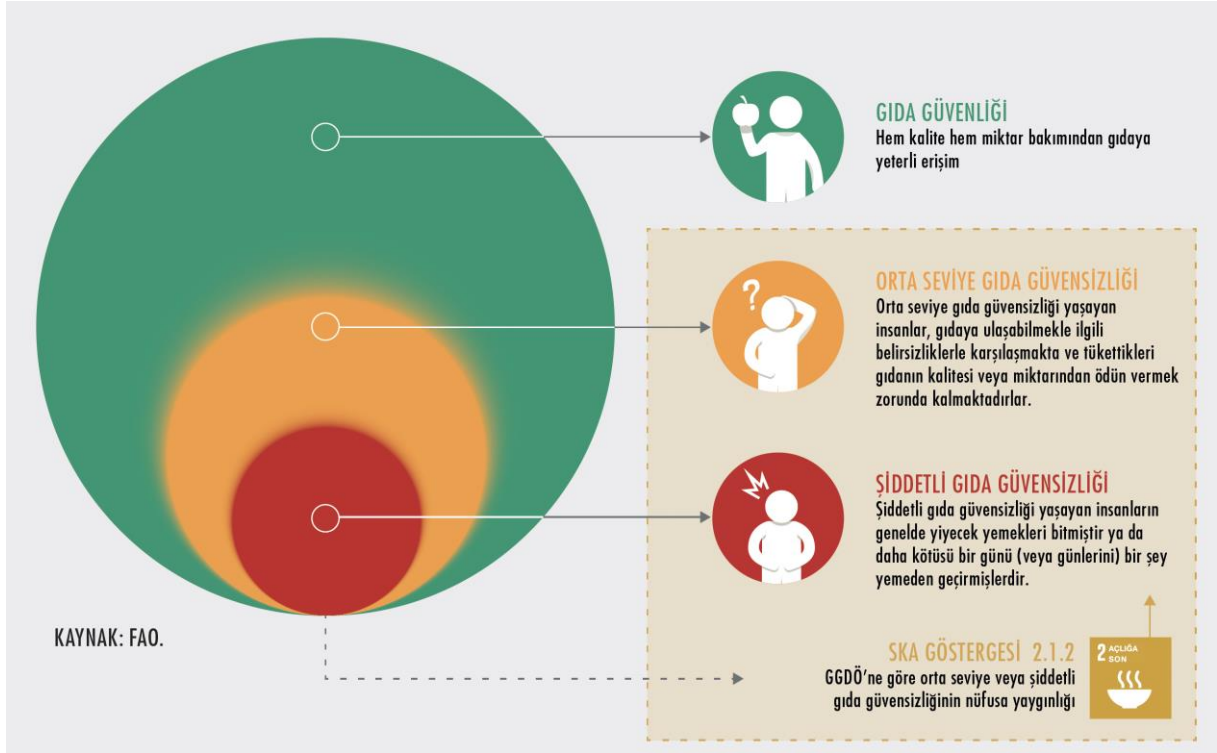 GIDA GÜVENLİĞİ
Hem kalite hem miktar bakımından gıdaya
yeterli erişim
?
ORTA SEVİYE GIDA GÜVENSİZLİĞİ
Orta seviye gıda güvensizliği yaşayan
insanlar, gıdaya ulaşabilmekle ilgili
belirsizliklerle karşılaşmakta ve tükettikleri
gıdanın kalitesi veya miktarından ödün vermek
zorunda kalmaktadırlar.
ŞİDDETLİ GIDA GÜVENSİZLİĞİ
Şiddetli gıda güvensizliği yaşayan insanların
genelde yiyecek yemekleri bitmiştir ya da
daha kötüsü bir günü (veya günlerini) bir şey
yemeden geçirmişlerdir.
KAYNAK: FAO.
SKA GÖSTERGESİ 2.1.2
GGDÖ'ne göre orta seviye veya şiddetli
gıda güvensizliğinin nüfusa yaygınlığı
2 AÇLIĞA
SON